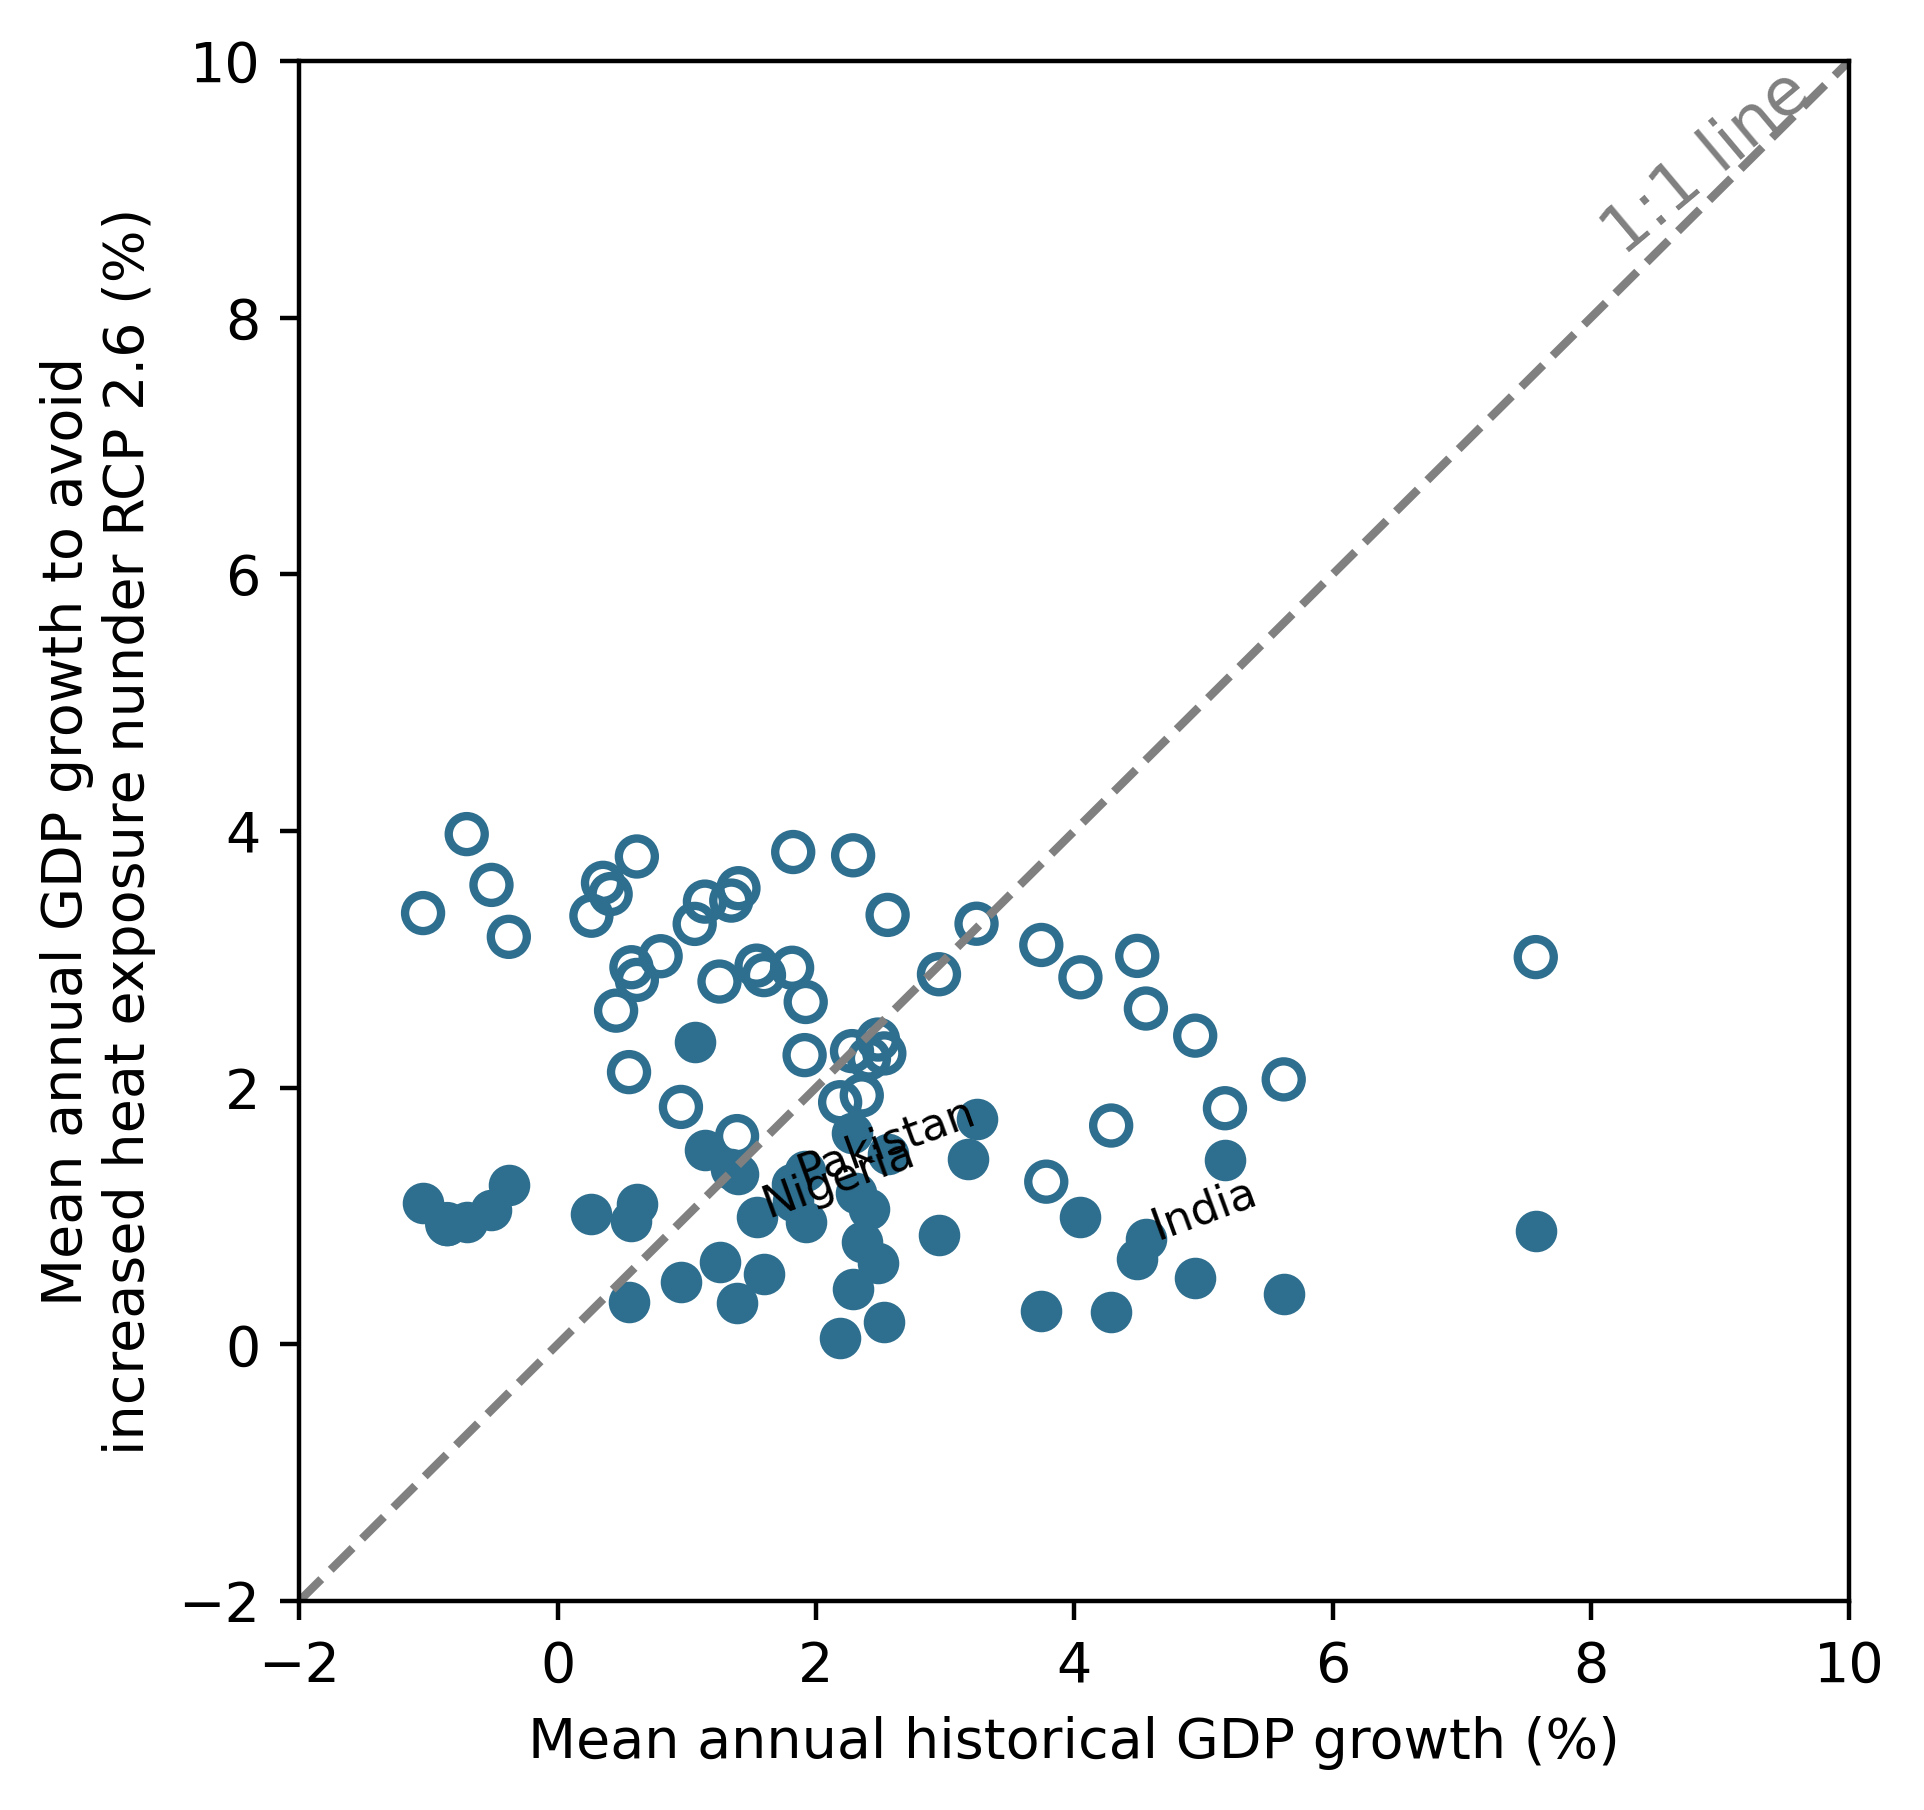 10
8
6
4
2
0
−2
−2 0 2 4 6 8 10
Mean annual GDP growth to avoid
increased heat exposure nunder RCP 2.6 (%)
1:1 line
Pakistan
Nigeria
India
Mean annual historical GDP growth (%)